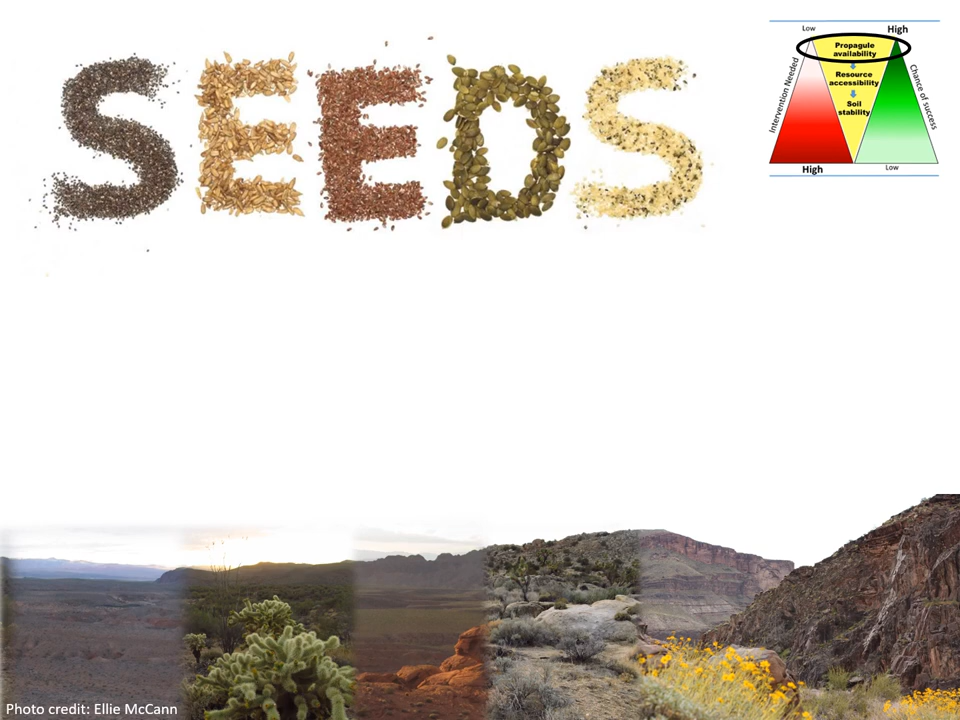 SEEDS
Low
High
Propagule
availability
Resource
accessibility
Soil
stability
Intervention Needed
Chance of success
High
Low
Photo credit: Ellie McCann